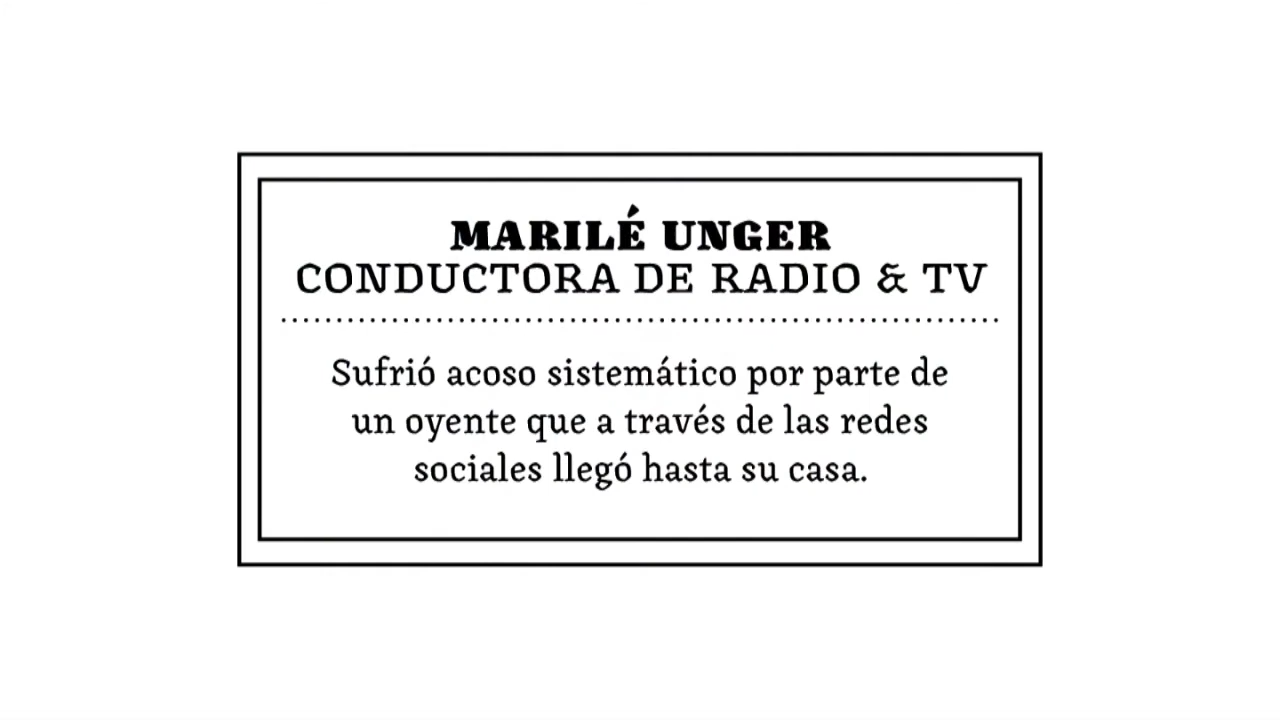 MARILÉ UNGER
CONDUCTORA DE RADIO & TV
Sufrió acoso sistemático por parte de
un oyente que a través de las redes
sociales llegó hasta su casa.